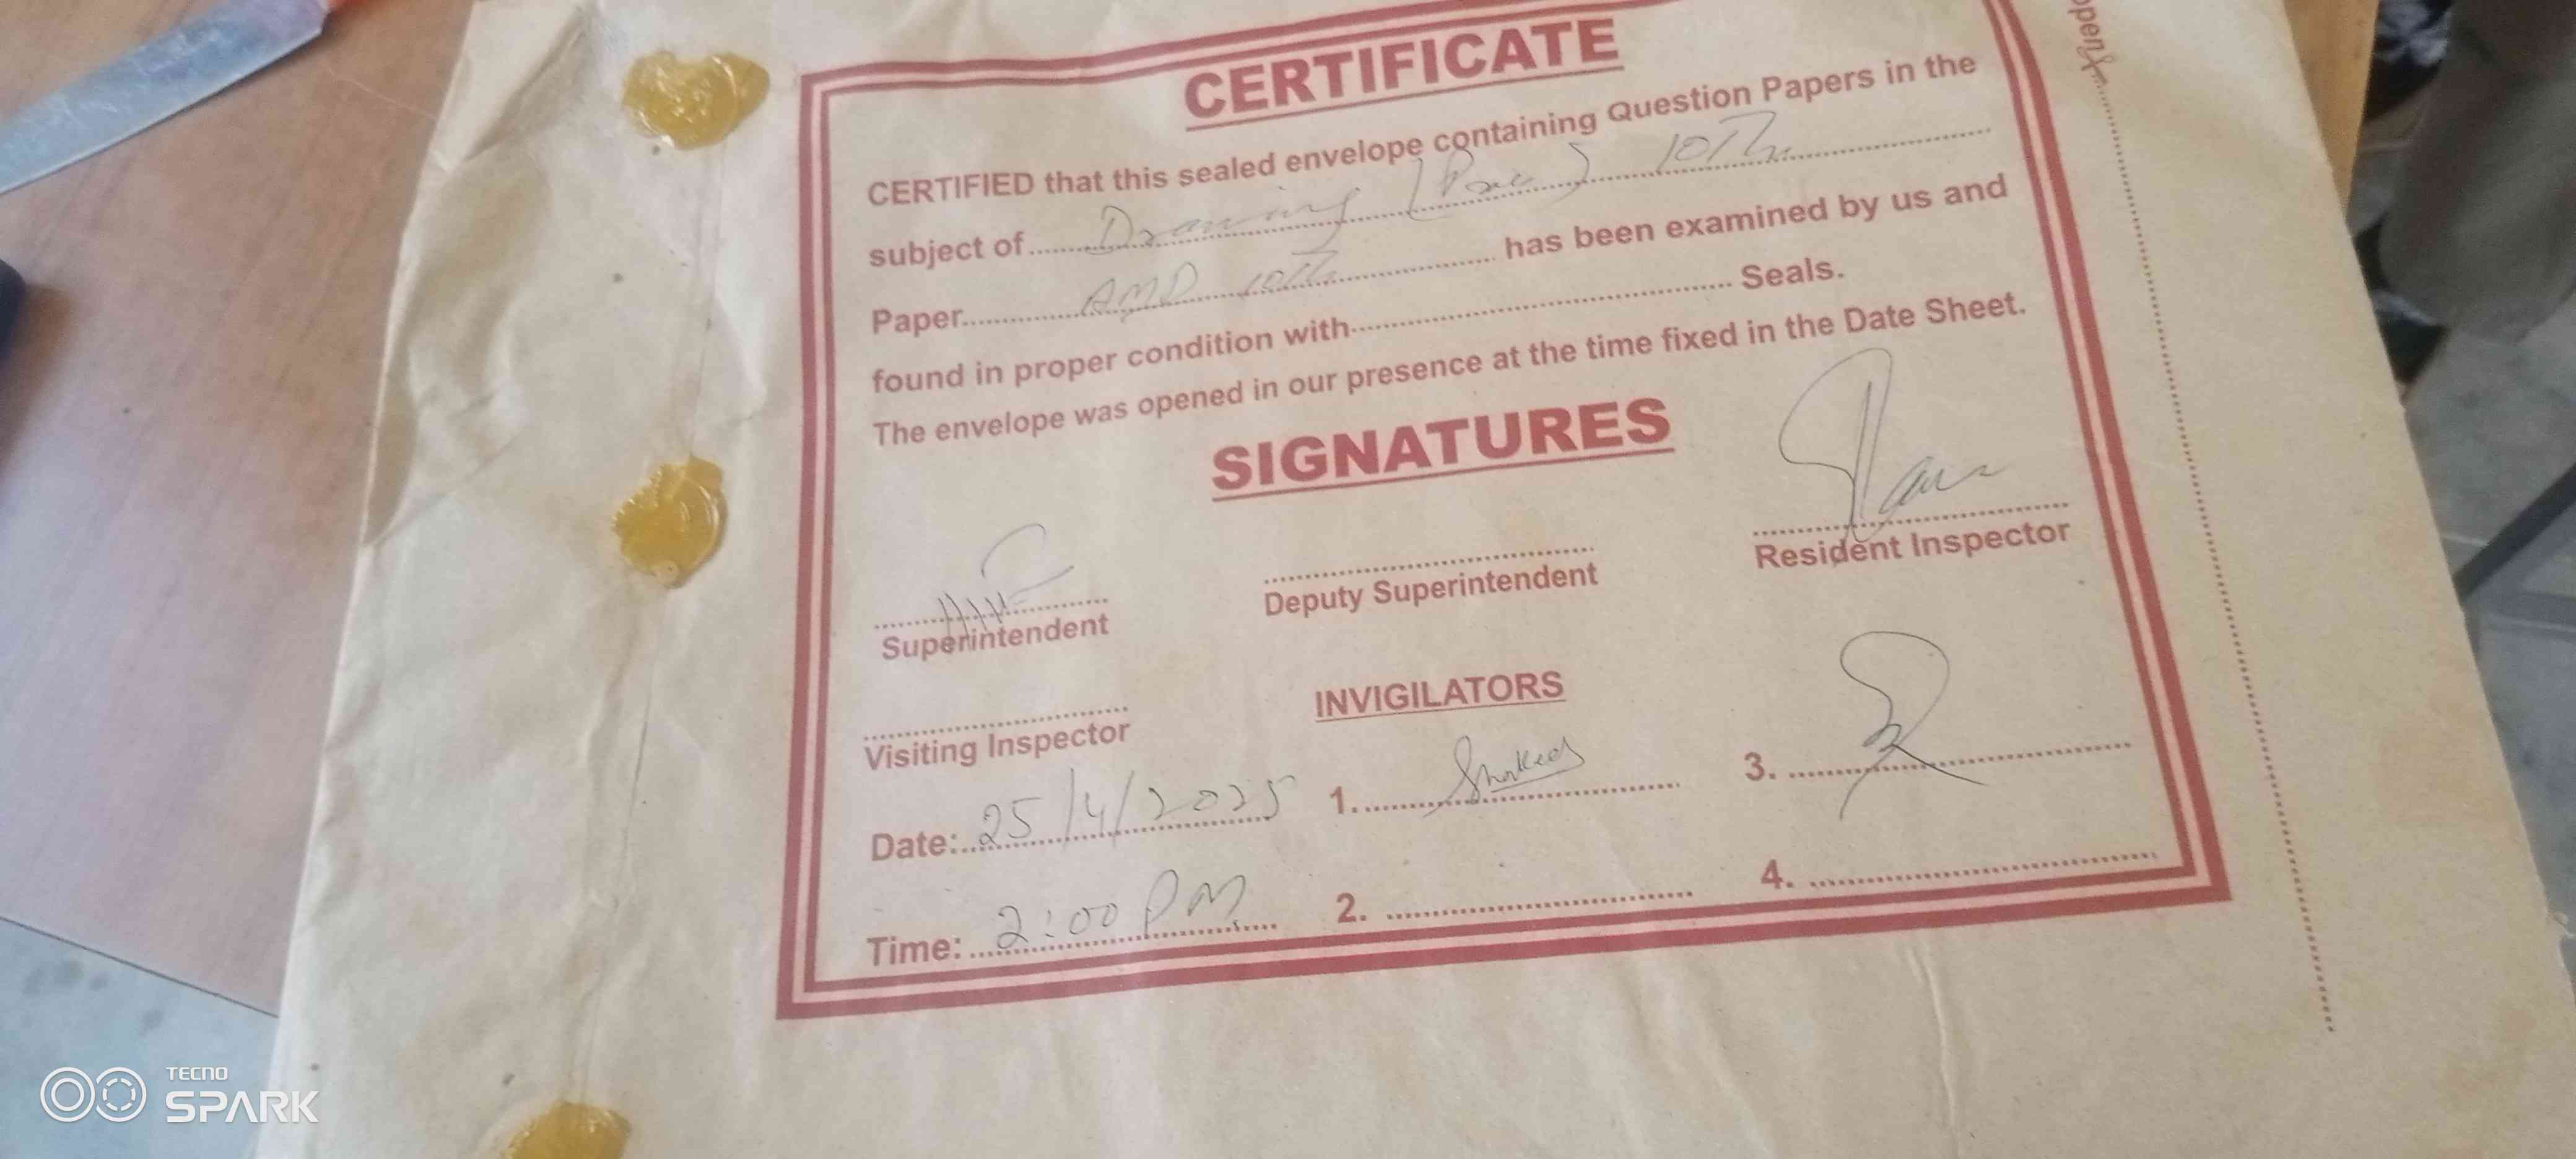 CERTIFICATE
CERTIFIED that this sealed envelope containing Question Papers in the
subject of Drawing 10Th
Paper AMD 10Th has been examined by us and
found in proper condition with Seals.
The envelope was opened in our presence at the time fixed in the Date Sheet.
SIGNATURES
Superintendent
Deputy Superintendent
Resident Inspector
Visiting Inspector
INVIGILATORS
Date: 25/4/2025
1.
3.
Time: 2:00 PM
2.
4.
TECNO
SPARK